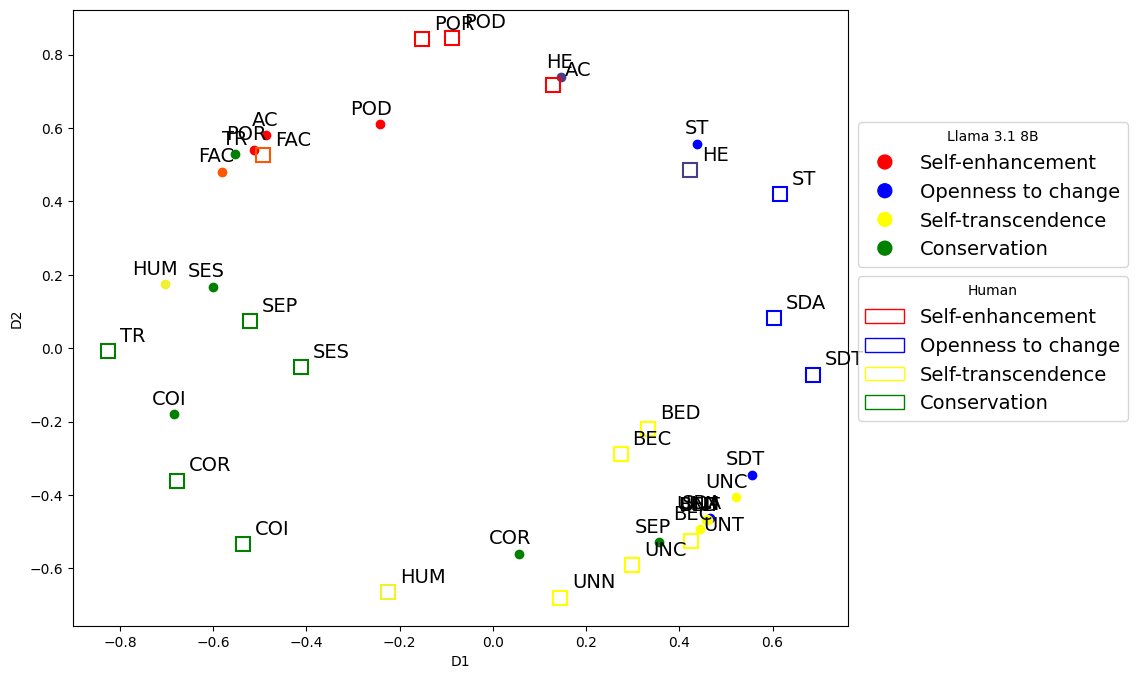 POR
POD
HE
AC
0.8
POD
AC
ST
POR
TR
FAC
HE
0.6
FAC
ST
0.4
HUM
SES
0.2
SEP
SDA
D2
TR
SES
SDT
0.0
COI
BED
−0.2
BEC
COR
SDT
−0.4
UNC
SDA
BEC
COI
COR
SEP
UNT
UNC
HUM
UNN
−0.6
−0.8
−0.6
−0.4
−0.2
0.0
0.2
0.4
0.6
D1
Llama 3.1 8B
Self-enhancement
Openness to change
Self-transcendence
Conservation
Human
Self-enhancement
Openness to change
Self-transcendence
Conservation